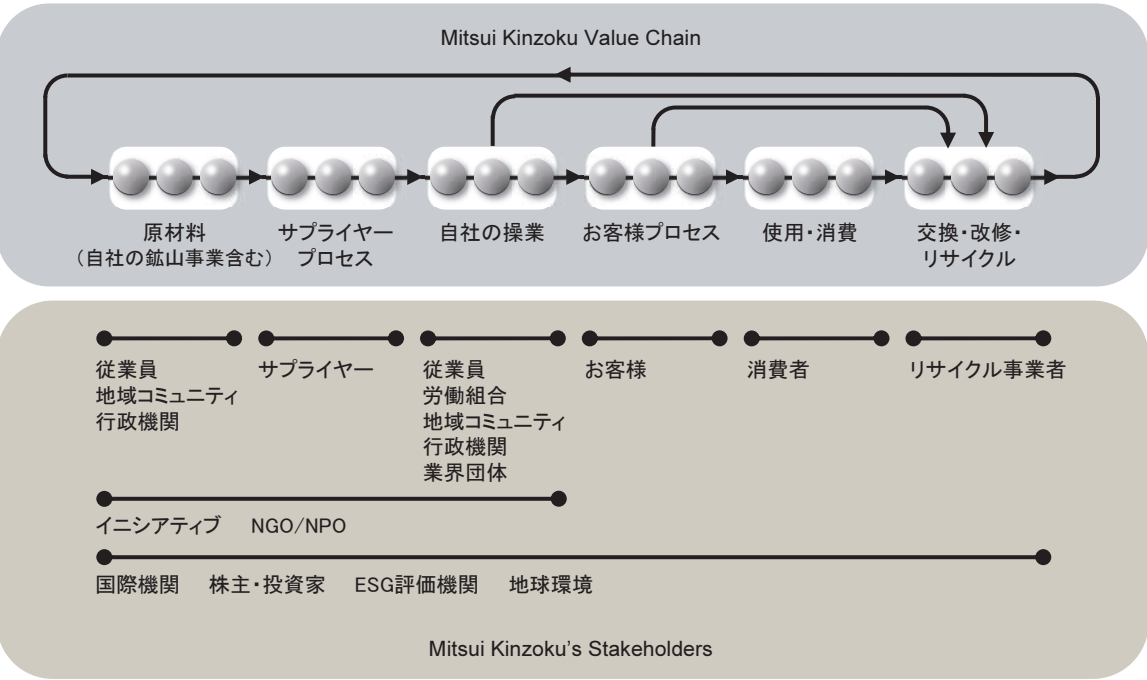 Mitsui Kinzoku Value Chain
原材料
（自社の鉱山事業含む）
サプライヤー
プロセス
自社の操業
お客様プロセス
使用・消費
交換・改修・
リサイクル
従業員
地域コミュニティ
行政機関
サプライヤー
従業員
労働組合
地域コミュニティ
行政機関
業界団体
お客様
消費者
リサイクル事業者
イニシアティブ NGO/NPO
国際機関 株主・投資家 ESG評価機関 地球環境
Mitsui Kinzoku's Stakeholders